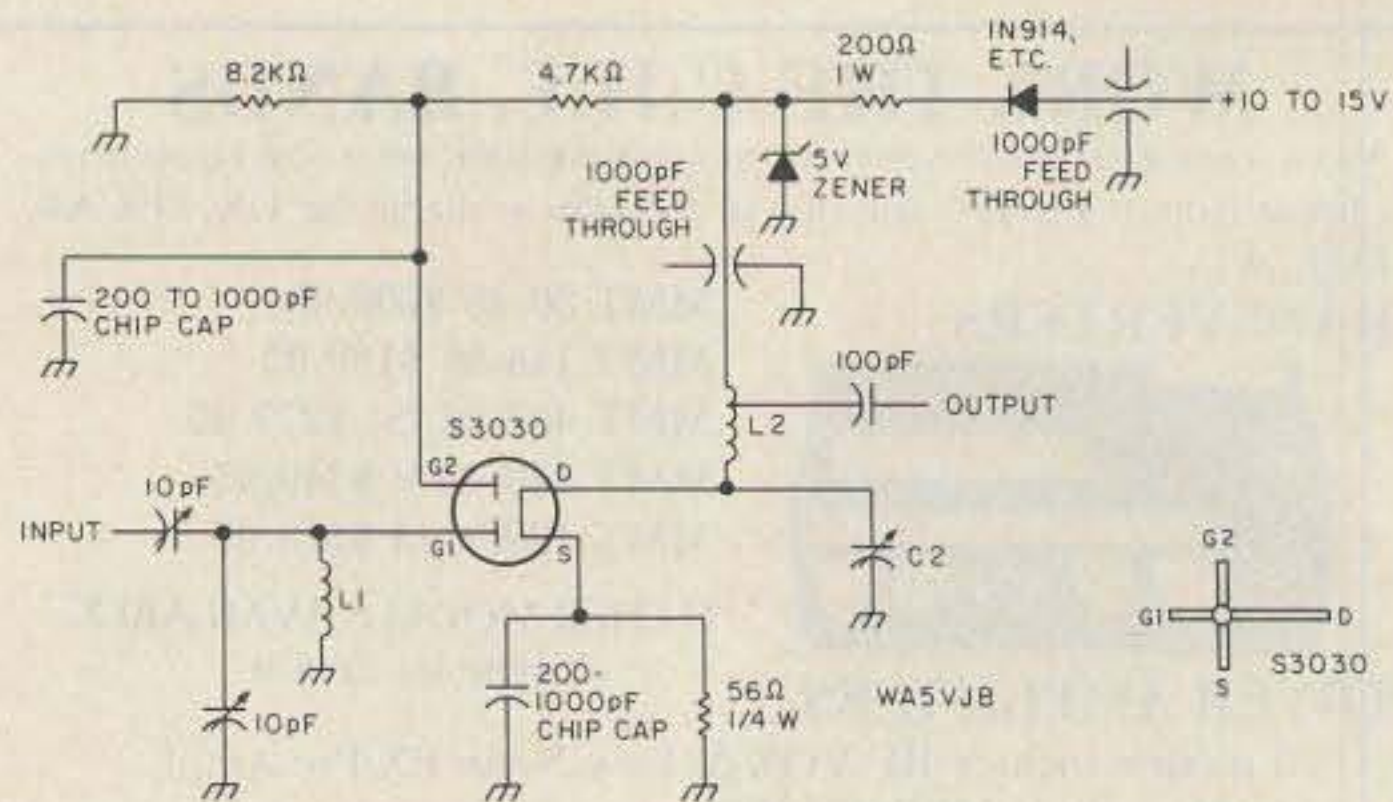 8.2KΩ
4.7KΩ
200Ω
1 W
IN914,
ETC.
+10 TO 15V
1000pF
FEED
THROUGH
5V
ZENER
1000pF
FEED
THROUGH
200 TO 1000pF
CHIP CAP
100pF
OUTPUT
L2
S3030
G2
D
G1
S
10pF
INPUT
L1
10pF
C2
200-
1000pF
CHIP CAP
56Ω
1/4 W
WA5VJB
G2
G1
D
S
S3030